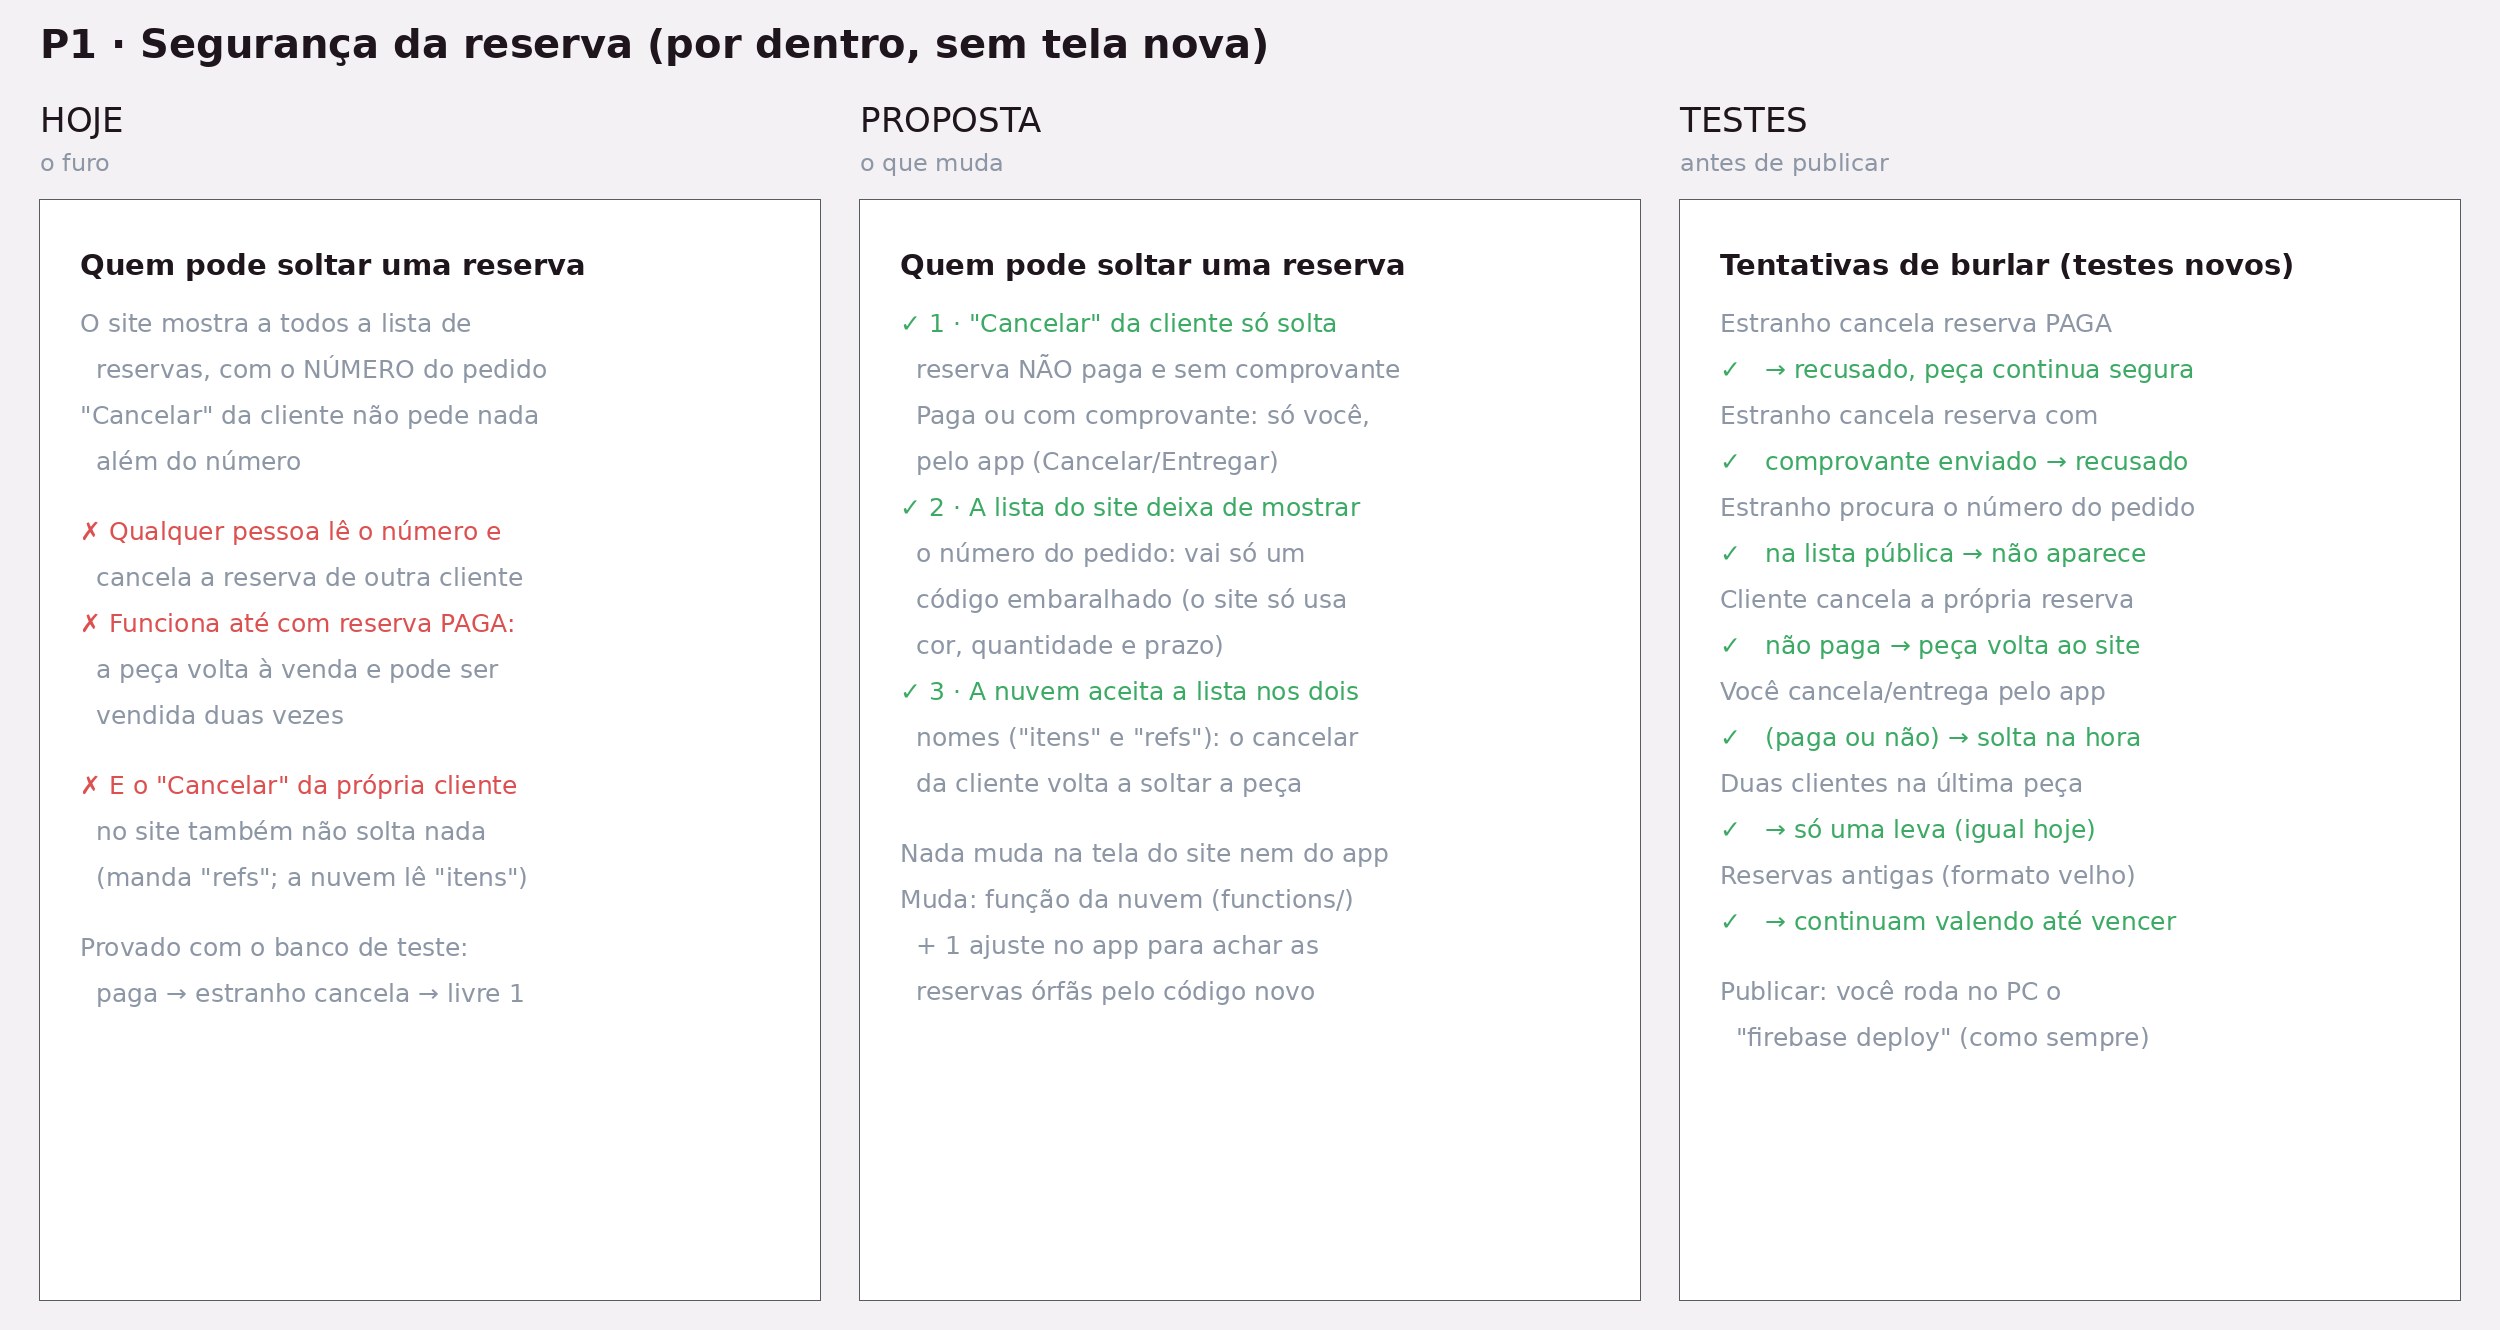 P1 · Segurança da reserva (por dentro, sem tela nova)
HOJE
o furo
Quem pode soltar uma reserva
O site mostra a todos a lista de
reservas, com o NÚMERO do pedido
"Cancelar" da cliente não pede nada
além do número
✗ Qualquer pessoa lê o número e
cancela a reserva de outra cliente
✗ Funciona até com reserva PAGA:
a peça volta à venda e pode ser
vendida duas vezes
✗ E o "Cancelar" da própria cliente
no site também não solta nada
(manda "refs"; a nuvem lê "itens")
Provado com o banco de teste:
paga → estranho cancela → livre 1
PROPOSTA
o que muda
Quem pode soltar uma reserva
✓ 1 · "Cancelar" da cliente só solta
reserva NÃO paga e sem comprovante
Paga ou com comprovante: só você,
pelo app (Cancelar/Entregar)
✓ 2 · A lista do site deixa de mostrar
o número do pedido: vai só um
código embaralhado (o site só usa
cor, quantidade e prazo)
✓ 3 · A nuvem aceita a lista nos dois
nomes ("itens" e "refs"): o cancelar
da cliente volta a soltar a peça
Nada muda na tela do site nem do app
Muda: função da nuvem (functions/)
+ 1 ajuste no app para achar as
reservas órfãs pelo código novo
TESTES
antes de publicar
Tentativas de burlar (testes novos)
Estranho cancela reserva PAGA
✓ → recusado, peça continua segura
Estranho cancela reserva com
✓ comprovante enviado → recusado
Estranho procura o número do pedido
✓ na lista pública → não aparece
Cliente cancela a própria reserva
✓ não paga → peça volta ao site
Você cancela/entrega pelo app
✓ (paga ou não) → solta na hora
Duas clientes na última peça
✓ → só uma leva (igual hoje)
Reservas antigas (formato velho)
✓ → continuam valendo até vencer
Publicar: você roda no PC o
"firebase deploy" (como sempre)